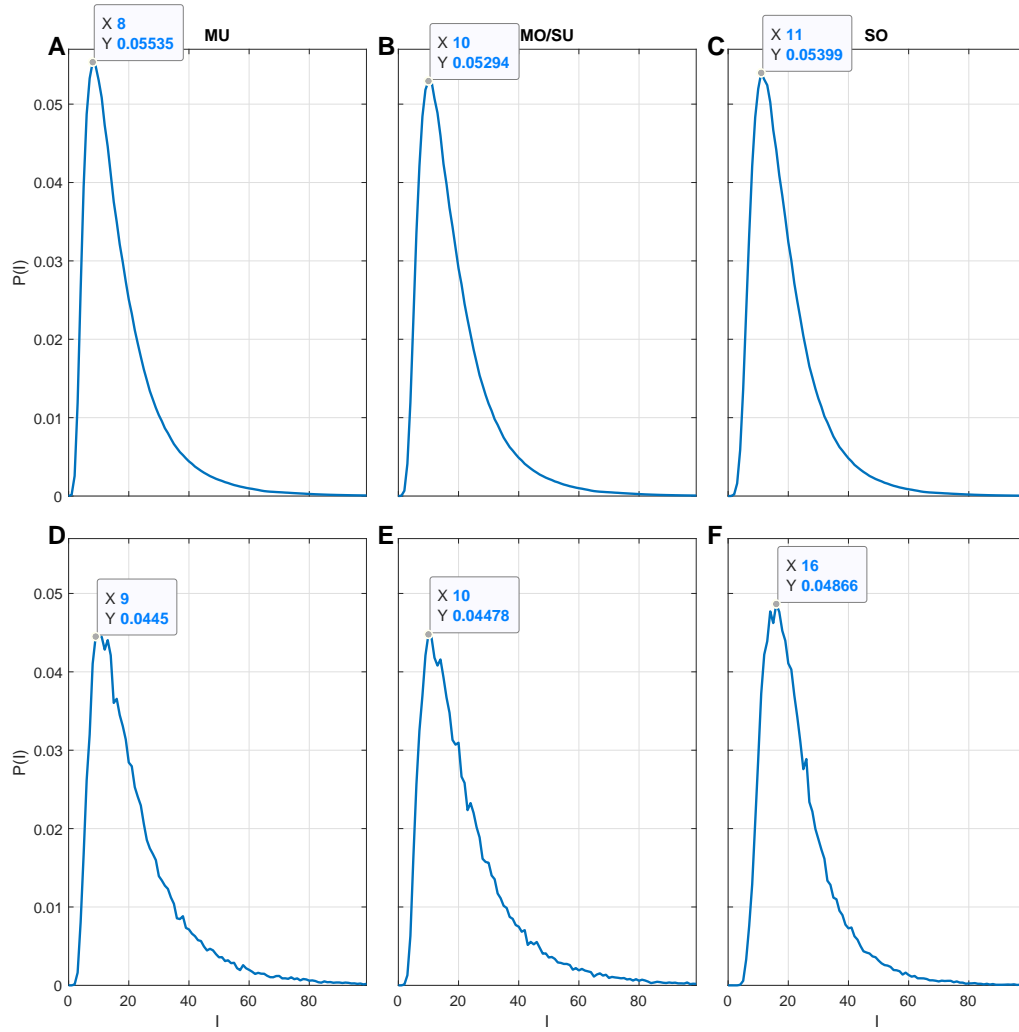 A
X 8
Y 0.05535
MU
B
X 10
Y 0.05294
MO/SU
C
X 11
Y 0.05399
SO
0.05
0.04
0.03
0.02
0.01
0
P(l)
D
X 9
Y 0.0445
E
X 10
Y 0.04478
F
X 16
Y 0.04866
0.05
0.04
0.03
0.02
0.01
0
P(l)
0 20 40 60 80
0 20 40 60 80
0 20 40 60 80
l
l
l